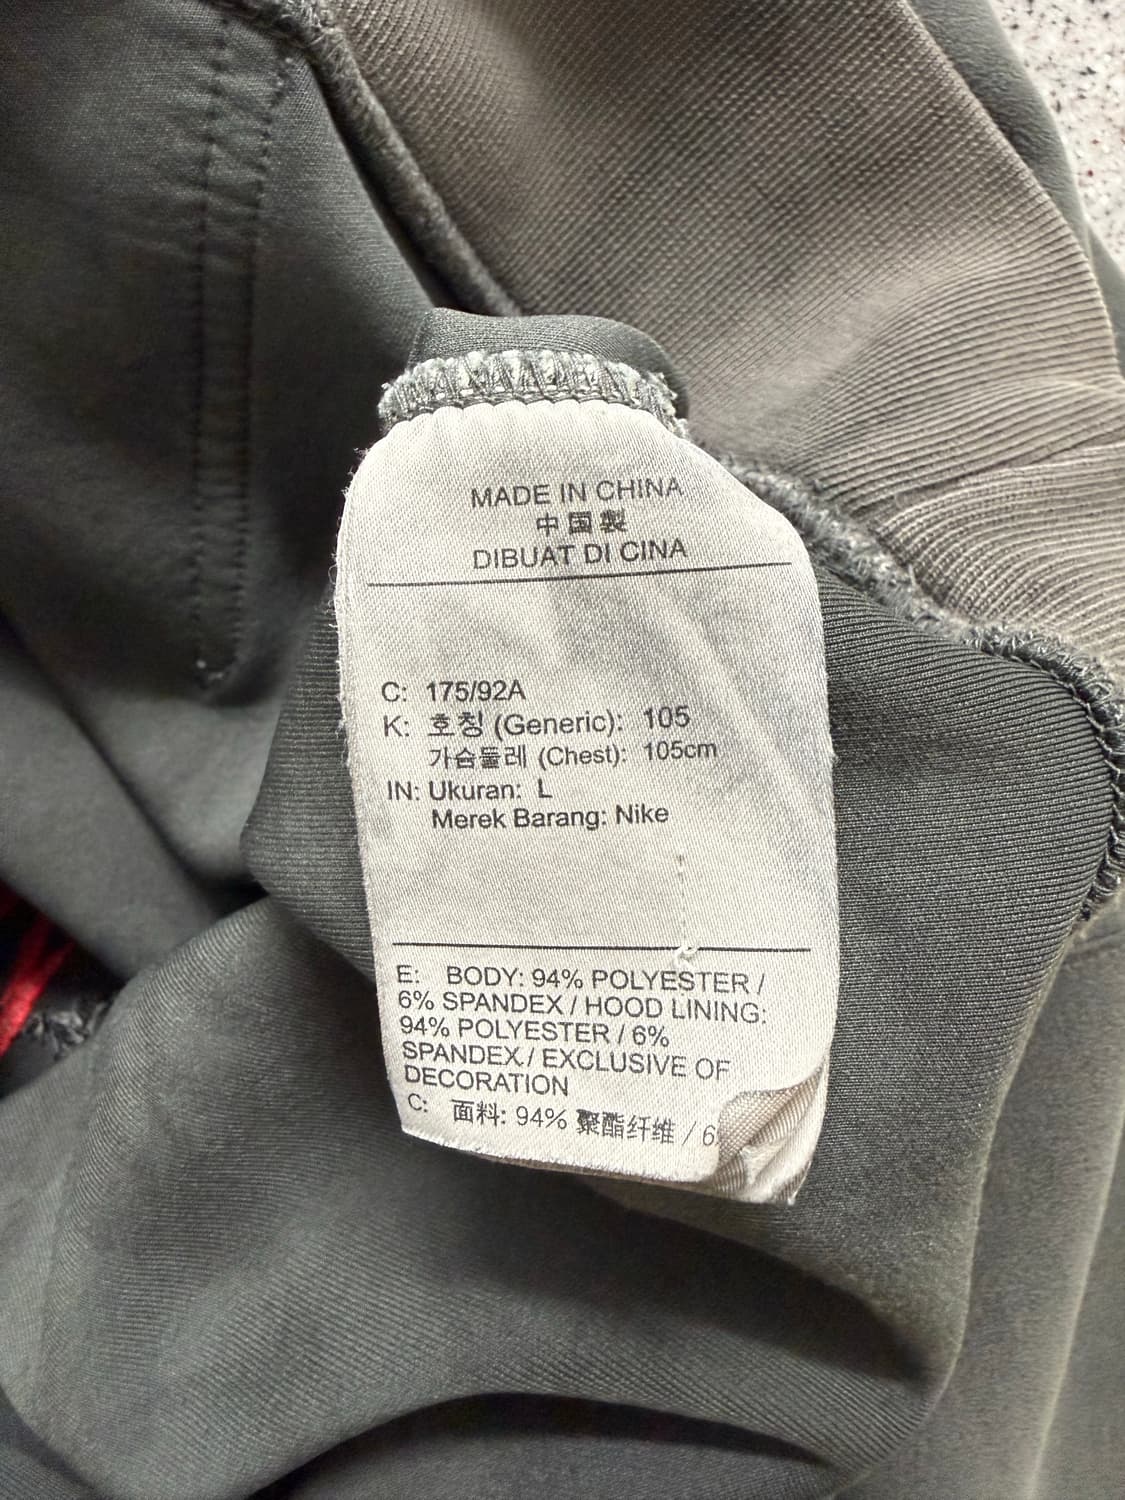 MADE IN CHINA
中国製
DIBUAT DI CINA
C: 175/92A
K: 호칭 (Generic): 105
가슴둘레 (Chest): 105cm
IN: Ukuran: L
Merek Barang: Nike
E: BODY: 94% POLYESTER /
6% SPANDEX / HOOD LINING:
94% POLYESTER / 6%
SPANDEX / EXCLUSIVE OF
DECORATION
C: 面料: 94% 聚酯纤维 / 6